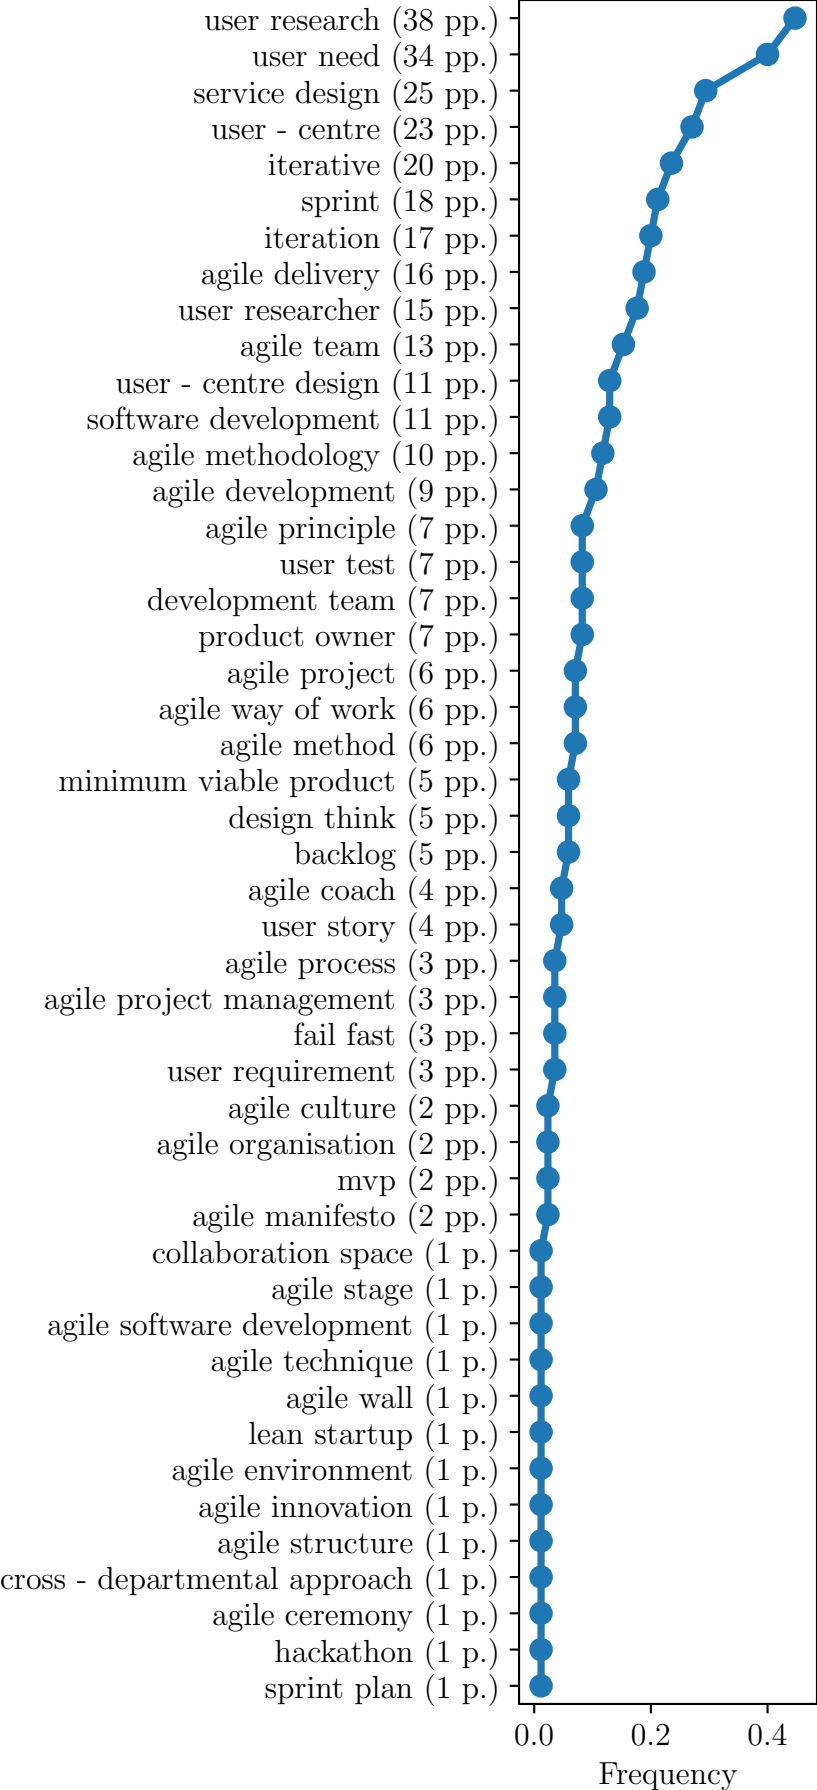 user research (38 pp.)
user need (34 pp.)
service design (25 pp.)
user - centre (23 pp.)
iterative (20 pp.)
sprint (18 pp.)
iteration (17 pp.)
agile delivery (16 pp.)
user researcher (15 pp.)
agile team (13 pp.)
user - centre design (11 pp.)
software development (11 pp.)
agile methodology (10 pp.)
agile development (9 pp.)
agile principle (7 pp.)
user test (7 pp.)
development team (7 pp.)
product owner (7 pp.)
agile project (6 pp.)
agile way of work (6 pp.)
agile method (6 pp.)
minimum viable product (5 pp.)
design think (5 pp.)
backlog (5 pp.)
agile coach (4 pp.)
user story (4 pp.)
agile process (3 pp.)
agile project management (3 pp.)
fail fast (3 pp.)
user requirement (3 pp.)
agile culture (2 pp.)
agile organisation (2 pp.)
mvp (2 pp.)
agile manifesto (2 pp.)
collaboration space (1 p.)
agile stage (1 p.)
agile software development (1 p.)
agile technique (1 p.)
agile wall (1 p.)
lean startup (1 p.)
agile environment (1 p.)
agile innovation (1 p.)
agile structure (1 p.)
cross - departmental approach (1 p.)
agile ceremony (1 p.)
hackathon (1 p.)
sprint plan (1 p.)
0.0 0.2 0.4
Frequency